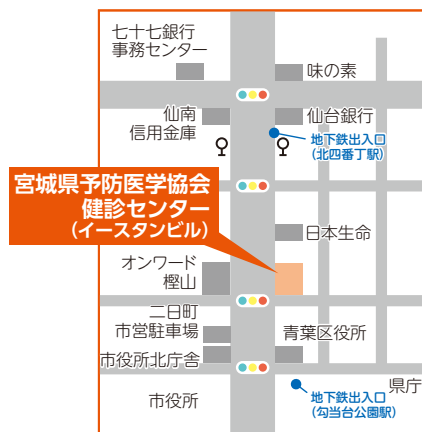 七十七銀行
事務センター
味の素
仙南
信用金庫
仙台銀行
地下鉄出入口
(北四番丁駅)
宮城県予防医学協会
健診センター
(イースタンビル)
日本生命
オンワード
樫山
二日町
市営駐車場
青葉区役所
市役所北庁舎
市役所
県庁
地下鉄出入口
(勾当台公園駅)